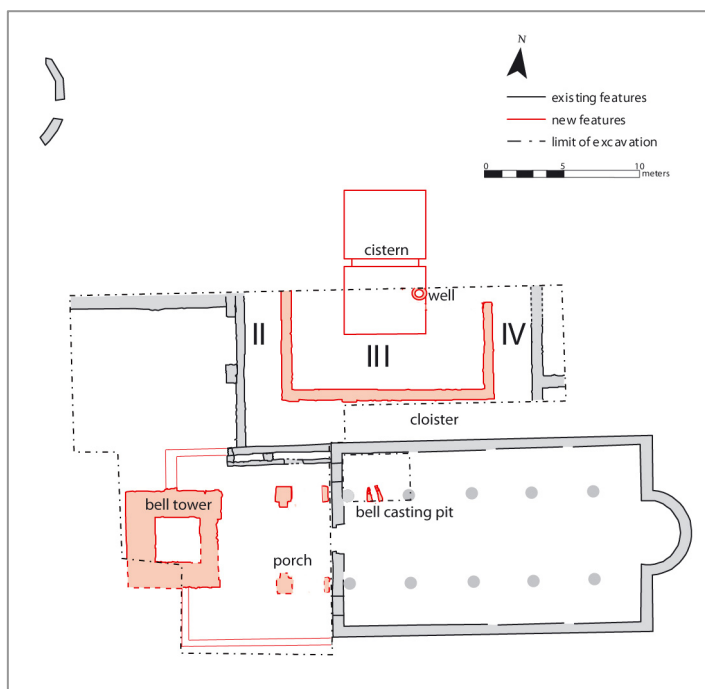 N
existing features
new features
limit of excavation
0 5 10
meters
cistern
well
II
III
IV
cloister
bell tower
bell casting pit
porch